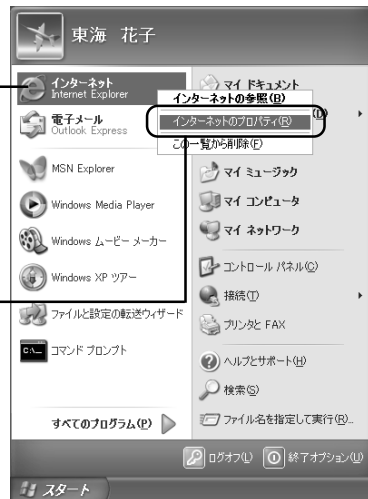 東海 花子
インターネット
Internet Explorer
電子メール
Outlook Express
MSN Explorer
Windows Media Player
Windows ムービー メーカー
Windows XP ツアー
ファイルと設定の転送ウィザード
コマンド プロンプト
すべてのプログラム(P)
マイ ドキュメント
インターネットの参照(B)
インターネットのプロパティ(R)
この一覧から削除(F)
マイ ミュージック
マイ コンピュータ
マイ ネットワーク
コントロール パネル(C)
接続(T)
プリンタと FAX
ヘルプとサポート(H)
検索(S)
ファイル名を指定して実行(R)...
ログオフ(L)
終了オプション(U)
スタート